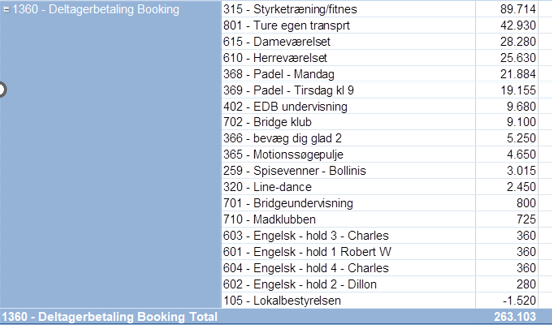 1360 - Deltagerbetaling Booking 315 - Styrketræning/fitnes 89.714
801 - Ture egen transprt 42.930
615 - Dameværelset 28.280
610 - Herreværelset 25.630
368 - Padel - Mandag 21.884
369 - Padel - Tirsdag kl 9 19.155
402 - EDB undervisning 9.680
702 - Bridge klub 9.100
366 - bevæg dig glad 2 5.250
365 - Motionssøgepulje 4.650
259 - Spisevenner - Bollinis 3.015
320 - Line-dance 2.450
701 - Bridgeundervisning 800
710 - Madklubben 725
603 - Engelsk - hold 3 - Charles 360
601 - Engelsk - hold 1 Robert W 360
604 - Engelsk - hold 4 - Charles 360
602 - Engelsk - hold 2 - Dillon 280
105 - Lokalbestyrelsen -1.520
1360 - Deltagerbetaling Booking Total 263.103